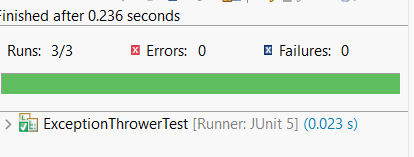 Finished after 0.236 seconds
Runs: 3/3 Errors: 0 Failures: 0
ExceptionThrowerTest [Runner: JUnit 5] (0.023 s)